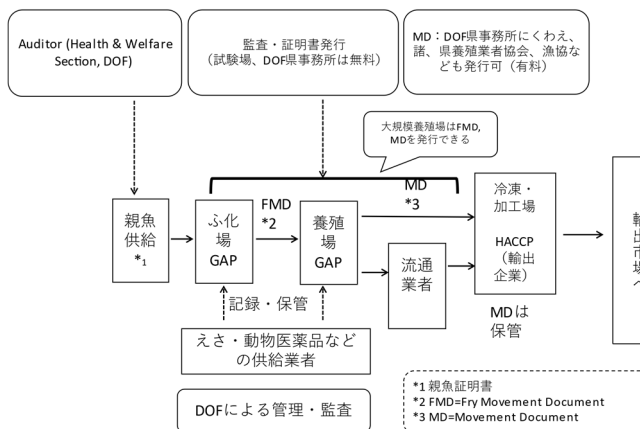 Auditor (Health & Welfare
Section, DOF)
監査・証明書発行
（試験場、DOF県事務所は無料）
MD：DOF県事務所にくわえ、
諸、県養殖業者協会、漁協な
ども発行可（有料）
大規模養殖場はFMD,
MDを発行できる
親魚
供給
*1
ふ化
場
GAP
FMD
*2
養殖
場
GAP
MD
*3
流通
業者
冷凍・
加工場
HACCP
（輸出
企業）
MDは
保管
輸出市場へ
記録・保管
えさ・動物医薬品など
の供給業者
DOFによる管理・監査
*1 親魚証明書
*2 FMD=Fry Movement Document
*3 MD=Movement Document